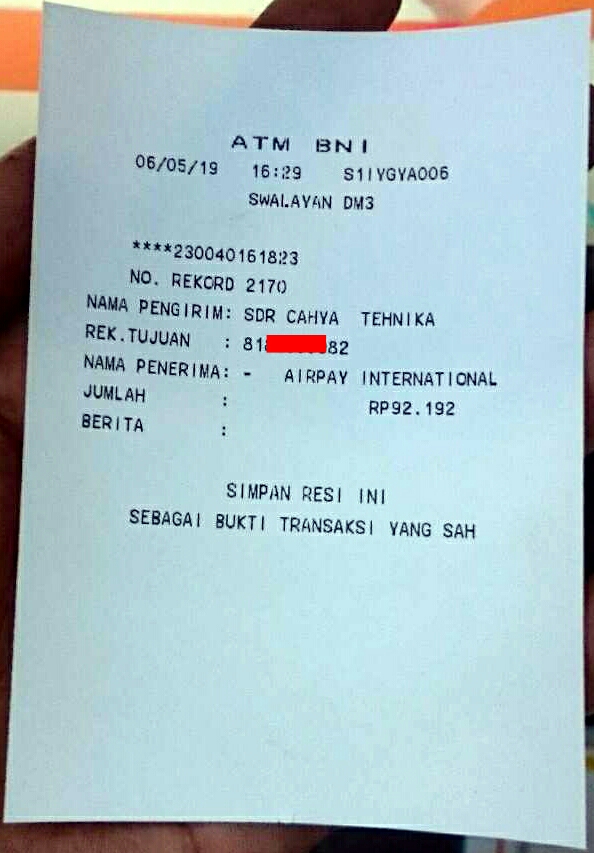 ATM BNI
06/05/19 16:29 S1IYGYA006
SWALAYAN DM3
****230040161823
NO. REKORD 2170
NAMA PENGIRIM: SDR CAHYA TEHNIKA
REK.TUJUAN : 81 82
NAMA PENERIMA: - AIRPAY INTERNATIONAL
JUMLAH : RP92.192
BERITA :
SIMPAN RESI INI
SEBAGAI BUKTI TRANSAKSI YANG SAH